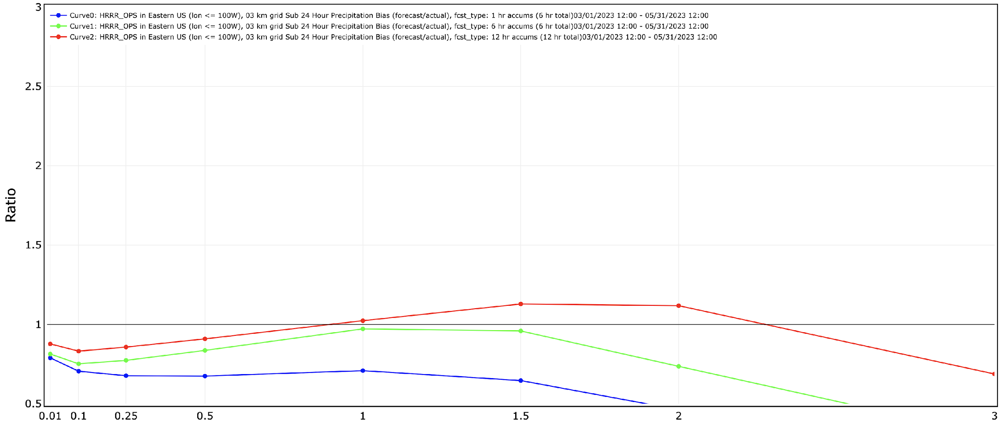 Curve0: HRRR_OPS in Eastern US (lon <= 100W), 03 km grid Sub 24 Hour Precipitation Bias (forecast/actual), fcst_type: 1 hr accums (6 hr total)03/01/2023 12:00 - 05/31/2023 12:00
Curve1: HRRR_OPS in Eastern US (lon <= 100W), 03 km grid Sub 24 Hour Precipitation Bias (forecast/actual), fcst_type: 6 hr accums (6 hr total)03/01/2023 12:00 - 05/31/2023 12:00
Curve2: HRRR_OPS in Eastern US (lon <= 100W), 03 km grid Sub 24 Hour Precipitation Bias (forecast/actual), fcst_type: 12 hr accums (12 hr total)03/01/2023 12:00 - 05/31/2023 12:00
Ratio
3
2.5
2
1.5
1
0.5
0.01 0.1 0.25 0.5 1 1.5 2 3